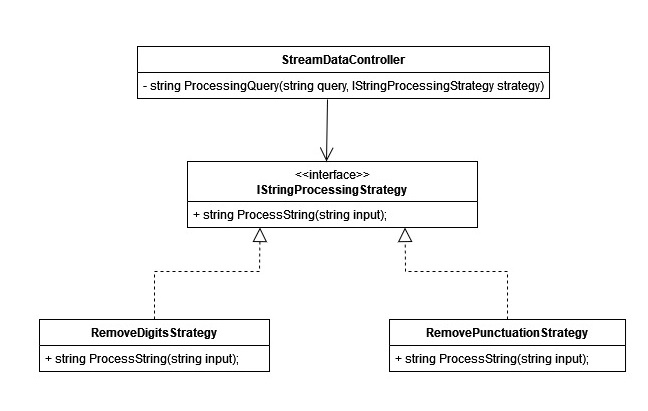 StreamDataController
- string ProcessingQuery(string query, IStringProcessingStrategy strategy)
<<interface>>
IStringProcessingStrategy
+ string ProcessString(string input);
RemoveDigitsStrategy
+ string ProcessString(string input);
RemovePunctuationStrategy
+ string ProcessString(string input);